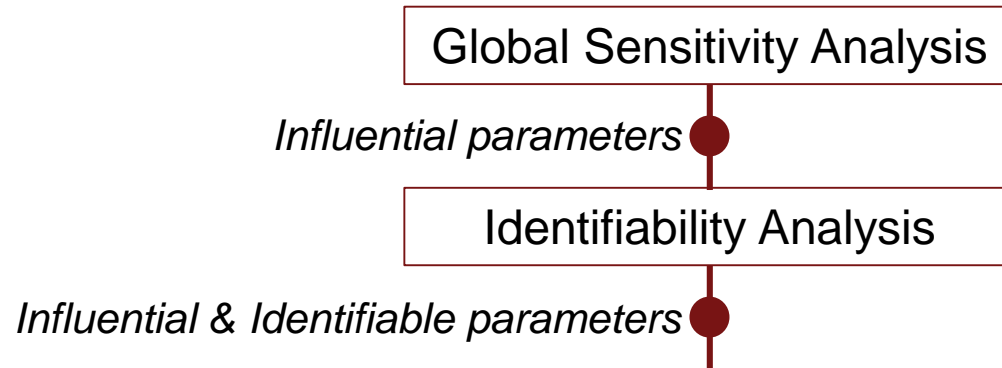 Global Sensitivity Analysis
Influential parameters
Identifiability Analysis
Influential & Identifiable parameters